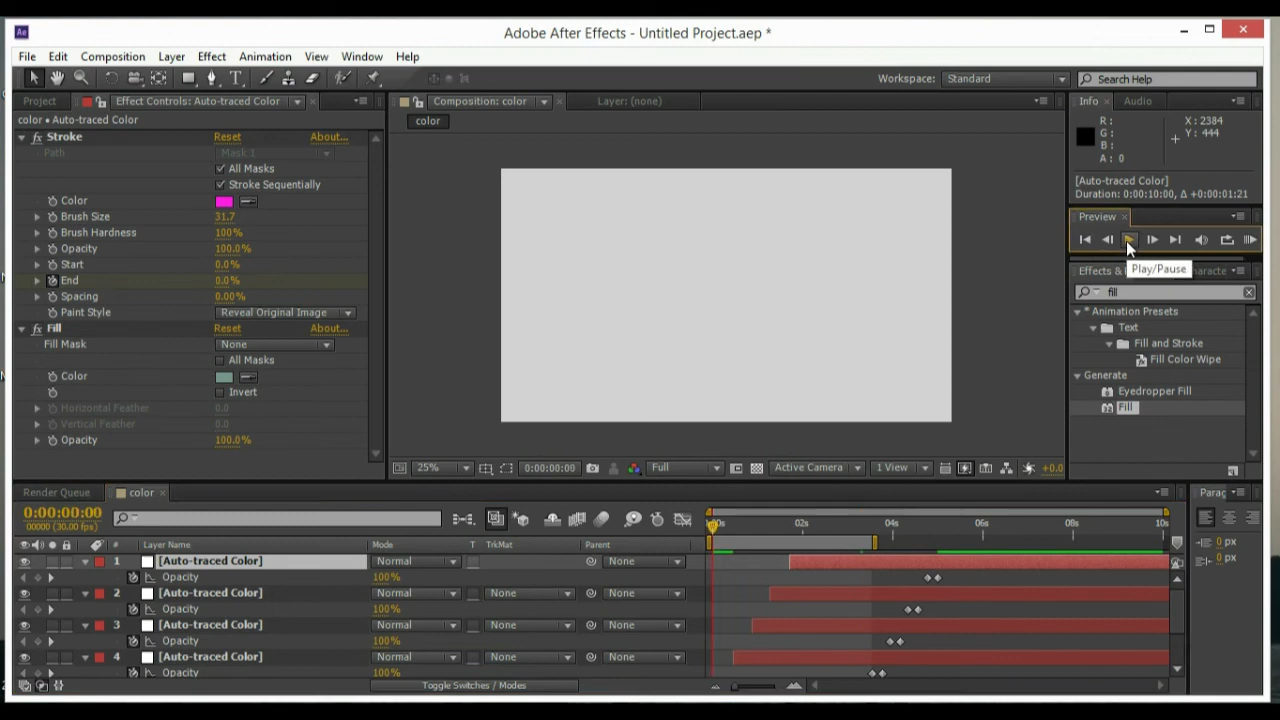 Ae Adobe After Effects - Untitled Project.aep *
File Edit Composition Layer Effect Animation View Window Help
Workspace: Standard Search Help
Project Effect Controls: Auto-traced Color
color • Auto-traced Color
fx Stroke Reset About...
Path Mask 1
All Masks
Stroke Sequentially
Color
Brush Size 31.7
Brush Hardness 100%
Opacity 100.0%
Start 0.0%
End 0.0%
Spacing 0.00%
Paint Style Reveal Original Image
fx Fill Reset About...
Fill Mask None
All Masks
Color
Invert
Horizontal Feather 0.0
Vertical Feather 0.0
Opacity 100.0%
Composition: color Layer: (none)
color
25% 0:00:00:00 Full Active Camera 1 View +0.0
Info Audio
R : X : 2384
G : Y : 444
B :
A : 0
[Auto-traced Color]
Duration: 0:00:10:00, Δ +0:00:01:21
Preview
Play/Pause
Effects & characte
fill
* Animation Presets
Text
Fill and Stroke
Fill Color Wipe
Generate
Eyedropper Fill
Fill
Render Queue color
0:00:00:00
00000 (30.00 fps)
02s 04s 06s 08s 10s
# Layer Name Mode T TrkMat Parent
1 [Auto-traced Color] Normal None
Opacity 100%
2 [Auto-traced Color] Normal None None
Opacity 100%
3 [Auto-traced Color] Normal None None
Opacity 100%
4 [Auto-traced Color] Normal None None
Opacity 100%
Toggle Switches / Modes
Parag
0 px
0 px